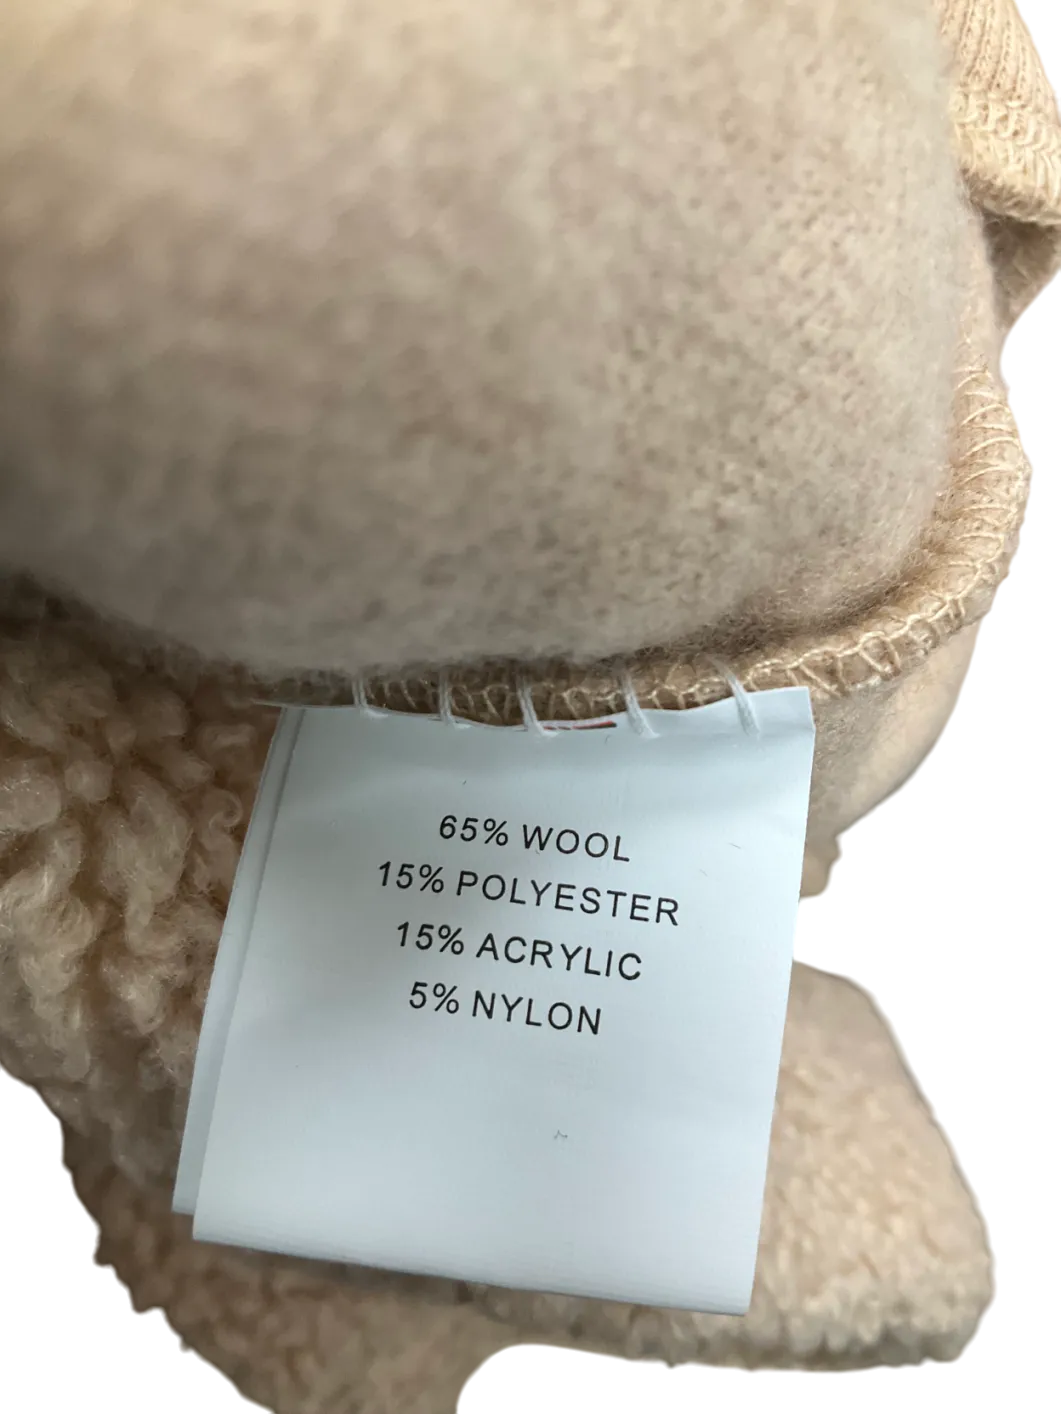 65% WOOL
15% POLYESTER
15% ACRYLIC
5% NYLON